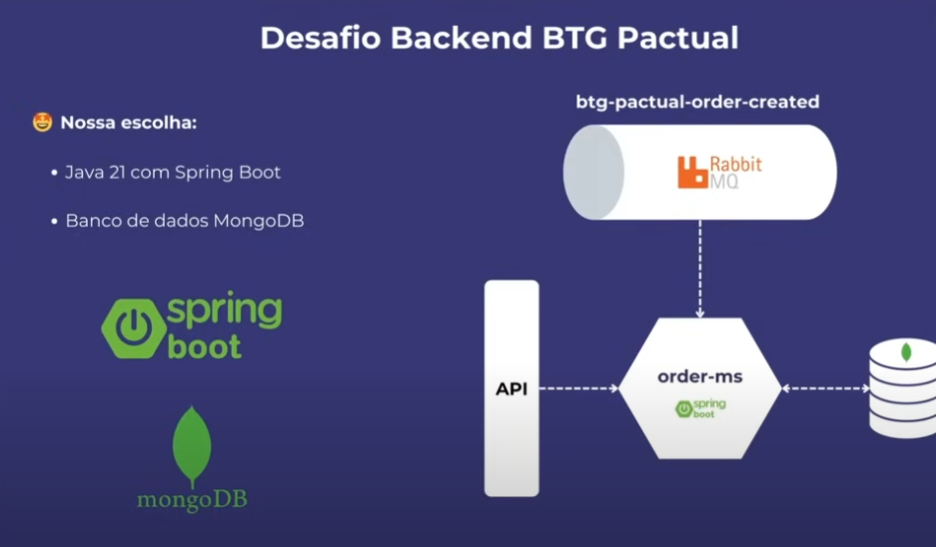 Desafio Backend BTG Pactual
🤩 Nossa escolha:
• Java 21 com Spring Boot
• Banco de dados MongoDB
spring
boot
mongoDB
btg-pactual-order-created
Rabbit
MQ
API
order-ms
spring
boot